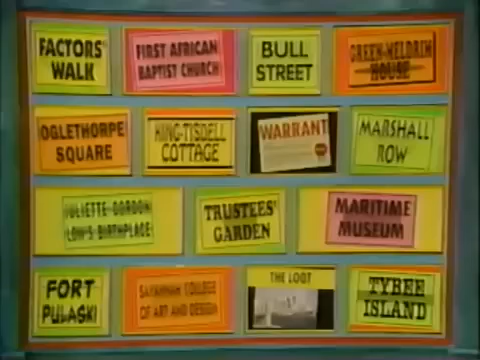 FACTORS'
WALK
FIRST AFRICAN
BAPTIST CHURCH
BULL
STREET
GREEN-MELDRIM
HOUSE
OGLETHORPE
SQUARE
KING-TISDELL
COTTAGE
WARRANT
MARSHALL
ROW
JULIETTE GORDON
LOW'S BIRTHPLACE
TRUSTEES'
GARDEN
MARITIME
MUSEUM
FORT
PULASKI
SAVANNAH COLLEGE
OF ART AND DESIGN
THE LOOT
TYBEE
ISLAND